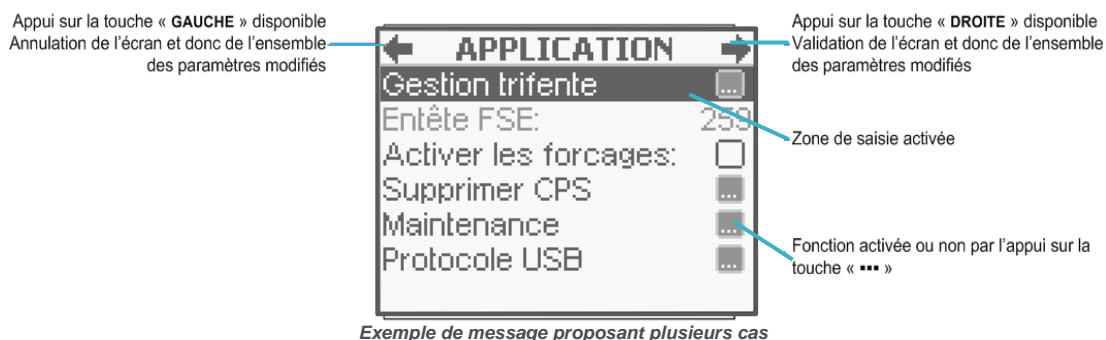 Appui sur la touche « GAUCHE » disponible
Annulation de l'écran et donc de l'ensemble
des paramètres modifiés
APPLICATION
Gestion trifente ...
Entête FSE: 259
Activer les forcages:
Supprimer CPS ...
Maintenance ...
Protocole USB ...
Appui sur la touche « DROITE » disponible
Validation de l'écran et donc de l'ensemble
des paramètres modifiés
Zone de saisie activée
Fonction activée ou non par l'appui sur la
touche « ▪▪▪ »
Exemple de message proposant plusieurs cas